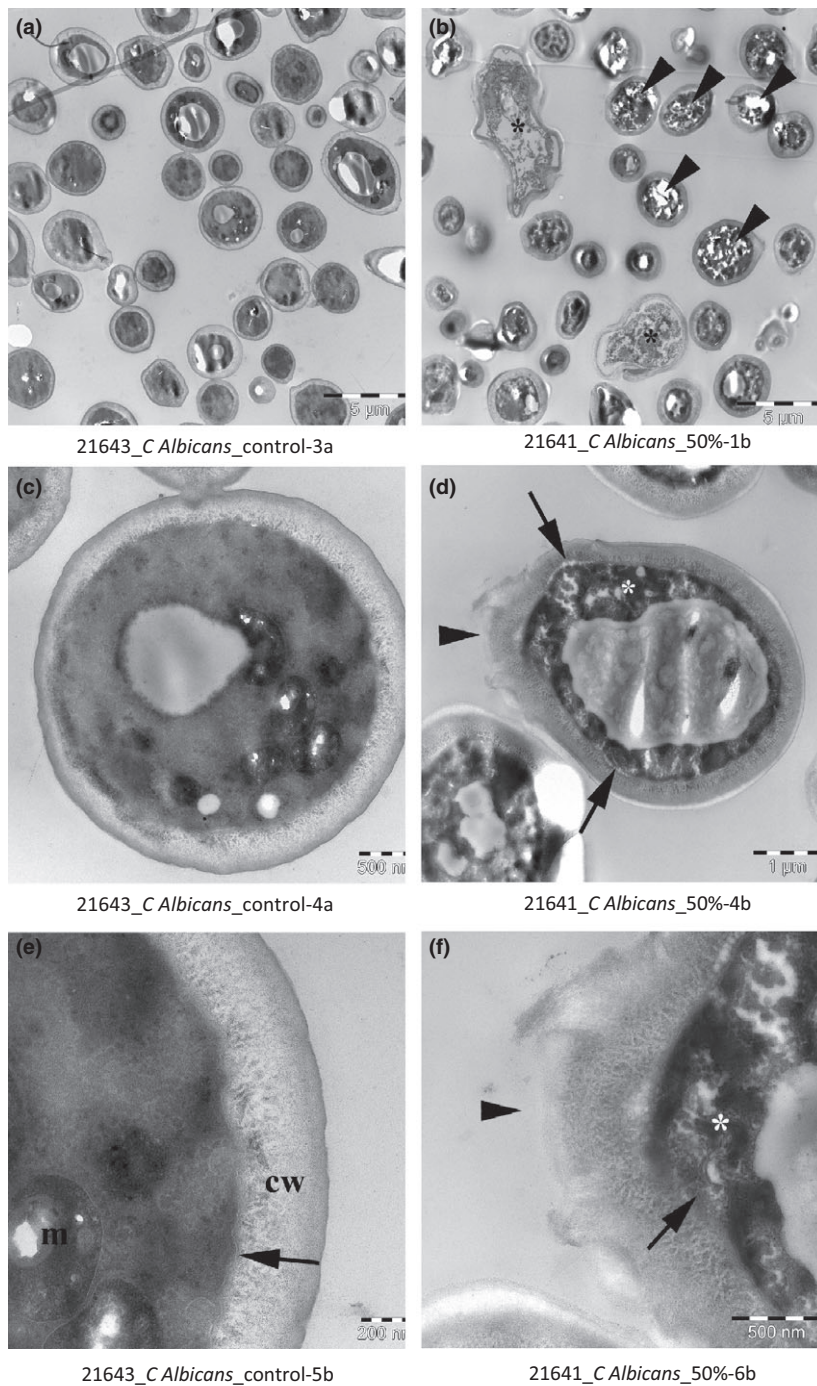 (a)
(b)
*
*
5 µm
5 µm
21643_C Albicans_control-3a
21641_C Albicans_50%-1b
(c)
(d)
*
500 nm
1 µm
21643_C Albicans_control-4a
21641_C Albicans_50%-4b
(e)
(f)
*
cw
m
200 nm
500 nm
21643_C Albicans_control-5b
21641_C Albicans_50%-6b